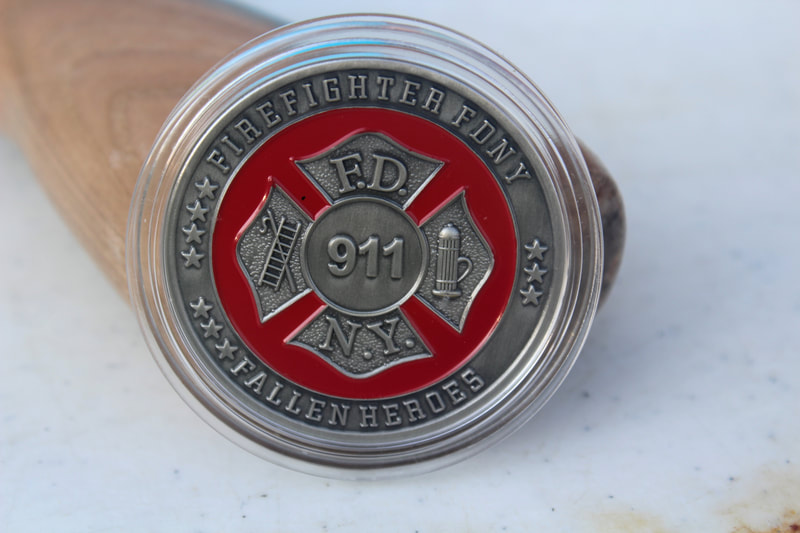 FIREFIGHTER FDNY
F.D.
911
N.Y.
FALLEN HEROES